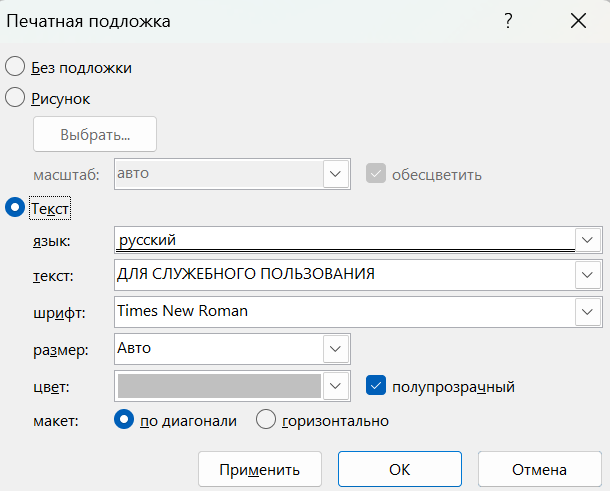 Печатная подложка ?
Без подложки
Рисунок
Выбрать...
масштаб: авто обесцветить
Текст
язык: русский
текст: ДЛЯ СЛУЖЕБНОГО ПОЛЬЗОВАНИЯ
шрифт: Times New Roman
размер: Авто
цвет: полупрозрачный
макет: по диагонали горизонтально
Применить ОК Отмена